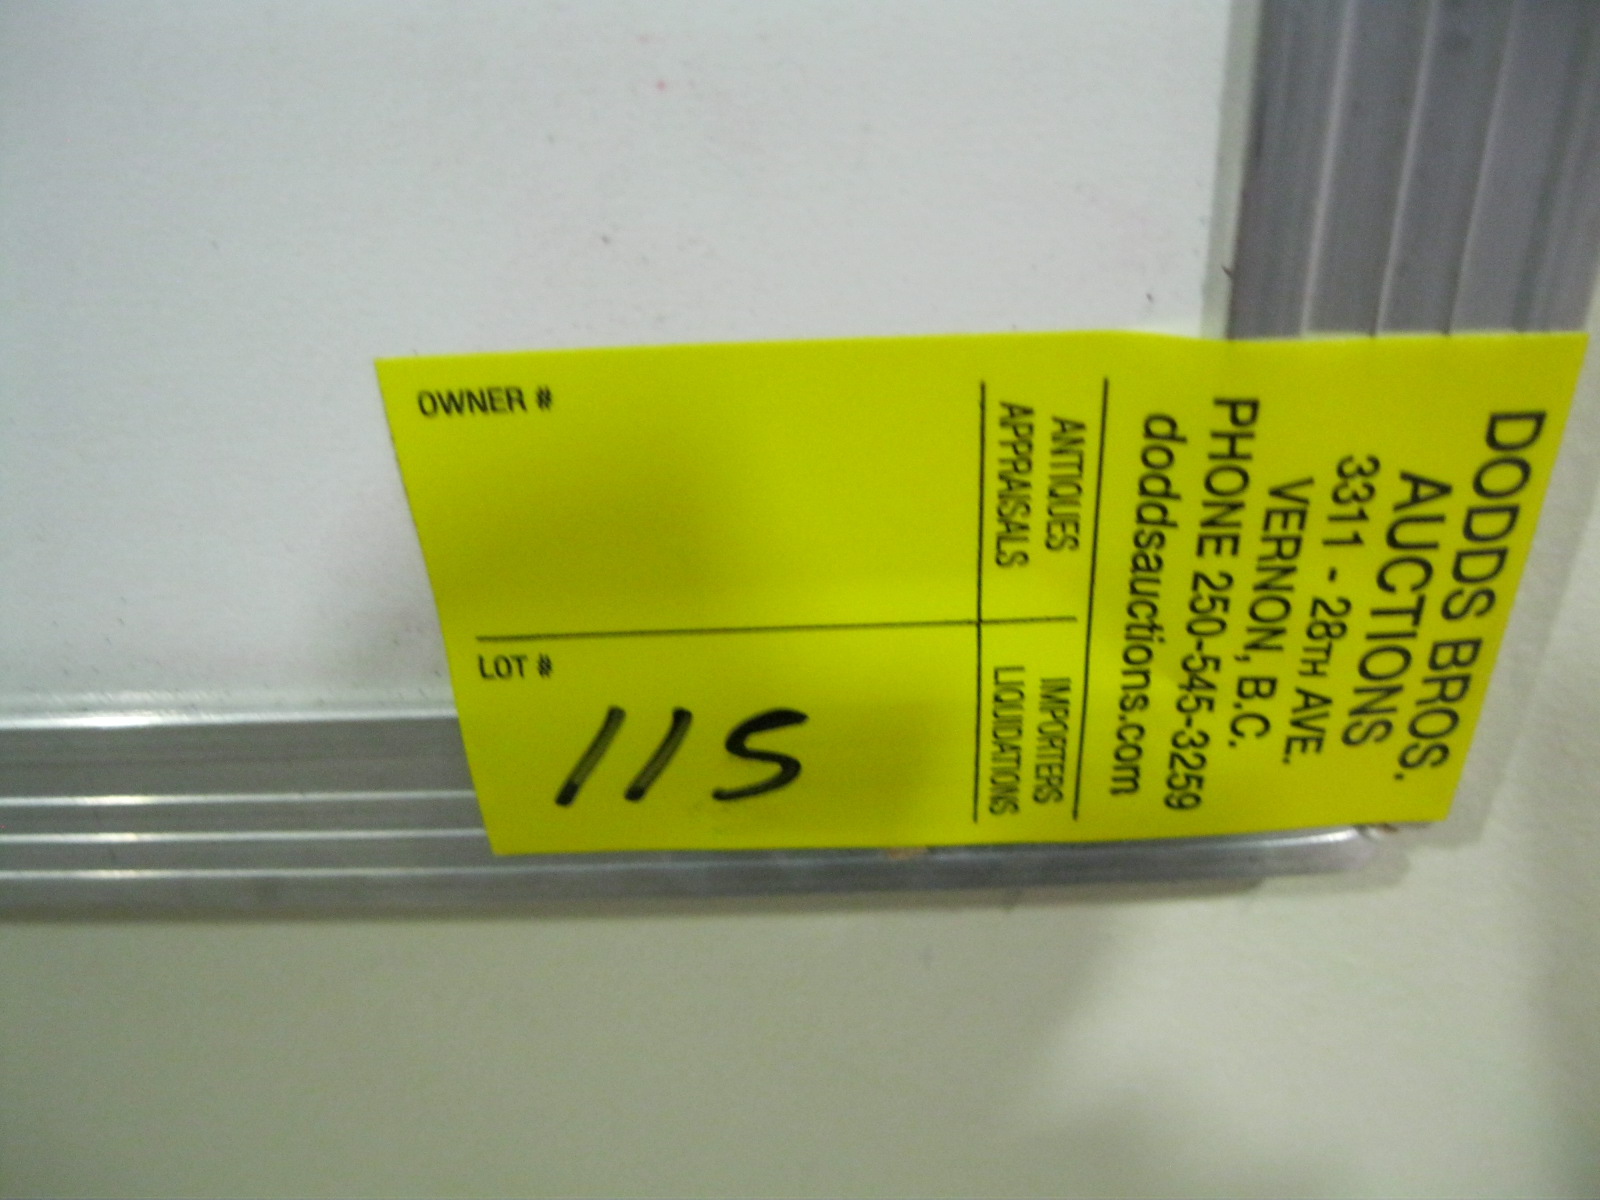 DODDS BROS.
AUCTIONS
3311 - 28TH AVE.
VERNON, B.C.
PHONE 250-545-3259
doddsauctions.com
ANTIQUES
APPRAISALS
IMPORTERS
LIQUIDATIONS
OWNER #
LOT #
115